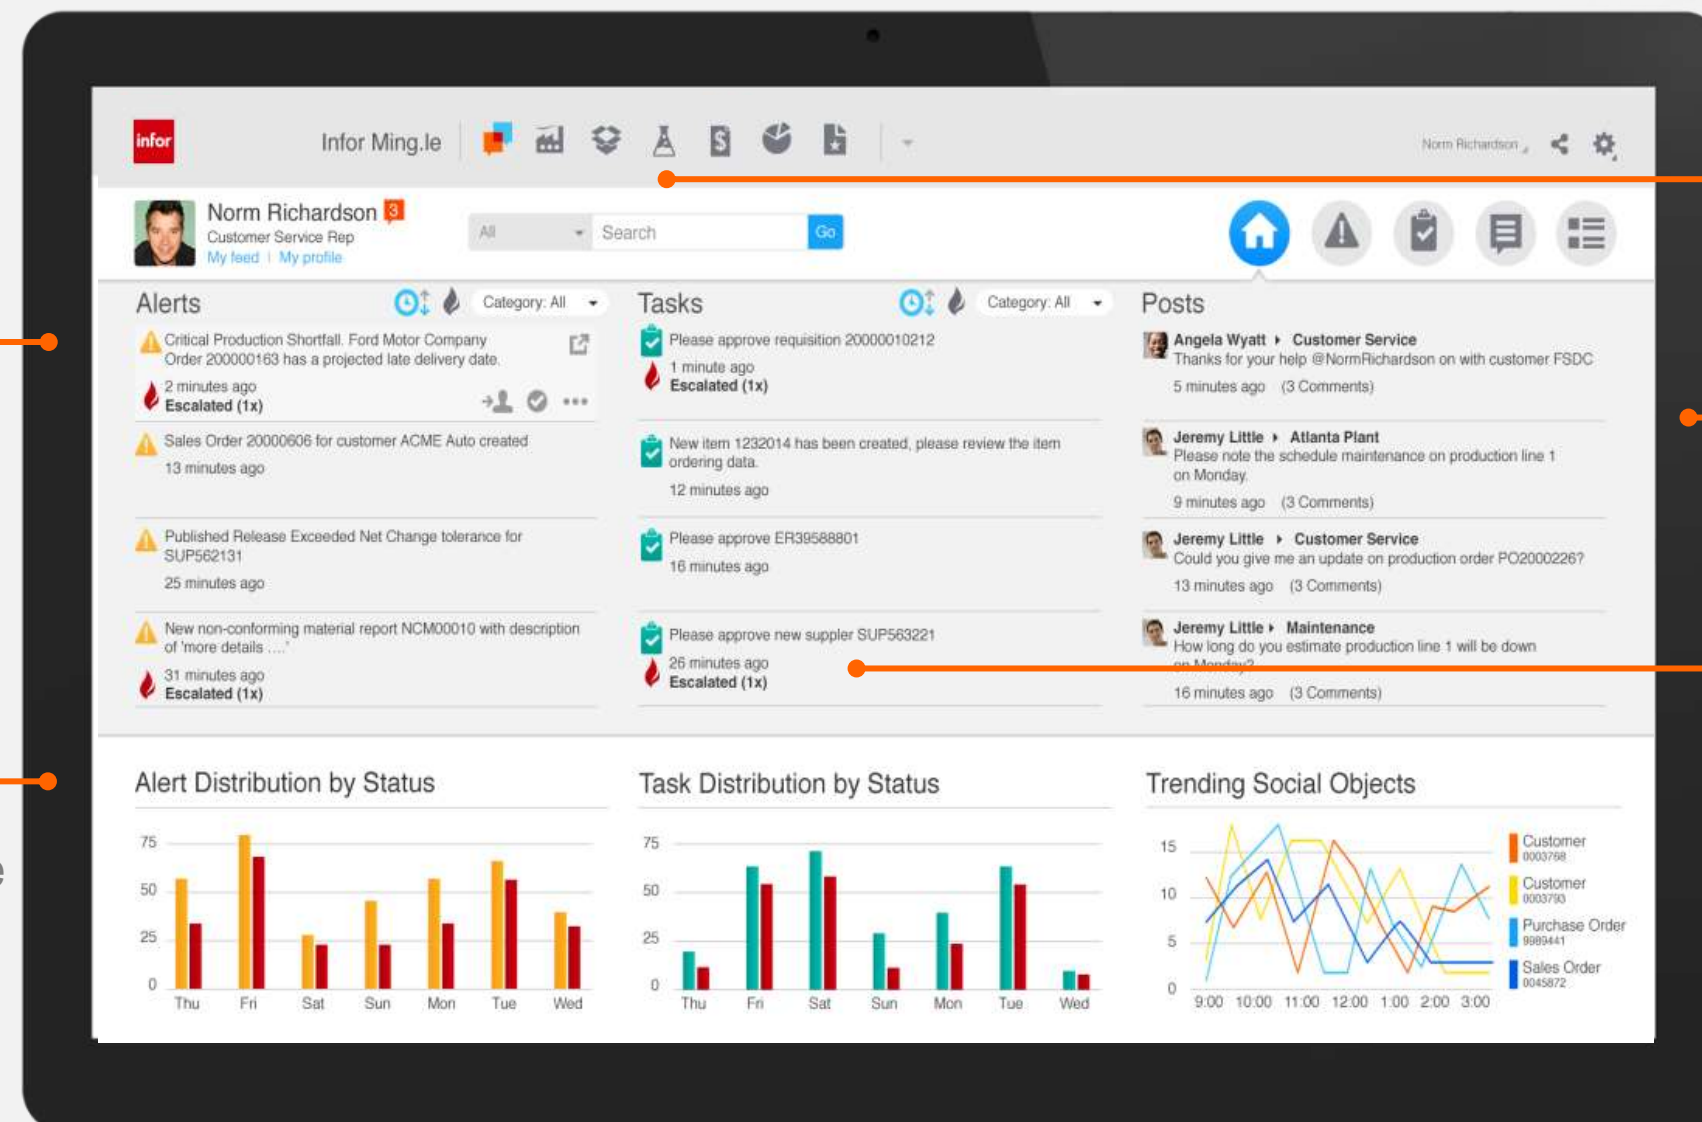 infor
Infor Ming.le
Norm Richardson
Norm Richardson 3
Customer Service Rep
My feed | My profile
All
Search
Go
Alerts
Category: All
Critical Production Shortfall. Ford Motor Company
Order 200000163 has a projected late delivery date.
2 minutes ago
Escalated (1x)
Sales Order 20000606 for customer ACME Auto created
13 minutes ago
Published Release Exceeded Net Change tolerance for
SUP562131
25 minutes ago
New non-conforming material report NCM00010 with description
of 'more details ....'
31 minutes ago
Escalated (1x)
Tasks
Category: All
Please approve requisition 20000010212
1 minute ago
Escalated (1x)
New item 1232014 has been created, please review the item
ordering data.
12 minutes ago
Please approve ER39588801
16 minutes ago
Please approve new suppler SUP563221
26 minutes ago
Escalated (1x)
Posts
Angela Wyatt Customer Service
Thanks for your help @NormRichardson on with customer FSDC
5 minutes ago (3 Comments)
Jeremy Little Atlanta Plant
Please note the schedule maintenance on production line 1
on Monday.
9 minutes ago (3 Comments)
Jeremy Little Customer Service
Could you give me an update on production order PO2000226?
13 minutes ago (3 Comments)
Jeremy Little Maintenance
How long do you estimate production line 1 will be down
on Monday?
16 minutes ago (3 Comments)
Alert Distribution by Status
75
50
25
0
Thu Fri Sat Sun Mon Tue Wed
Task Distribution by Status
75
50
25
0
Thu Fri Sat Sun Mon Tue Wed
Trending Social Objects
15
10
5
0
9:00 10:00 11:00 12:00 1:00 2:00 3:00
Customer
0003768
Customer
0003793
Purchase Order
9989441
Sales Order
0045872
e